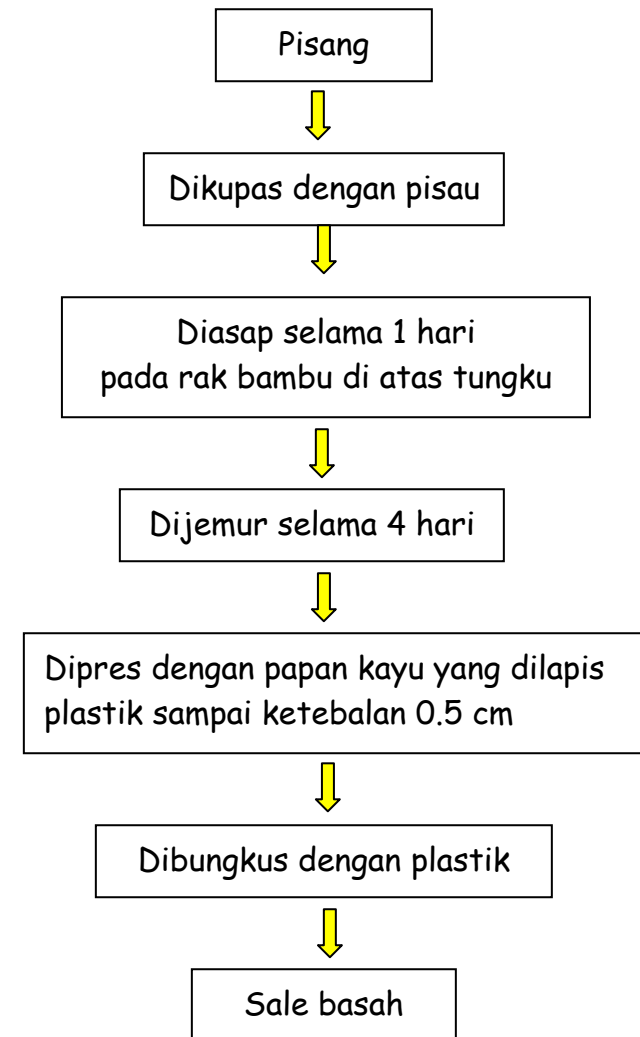 Pisang
Dikupas dengan pisau
Diasap selama 1 hari
pada rak bambu di atas tungku
Dijemur selama 4 hari
Dipres dengan papan kayu yang dilapis
plastik sampai ketebalan 0.5 cm
Dibungkus dengan plastik
Sale basah